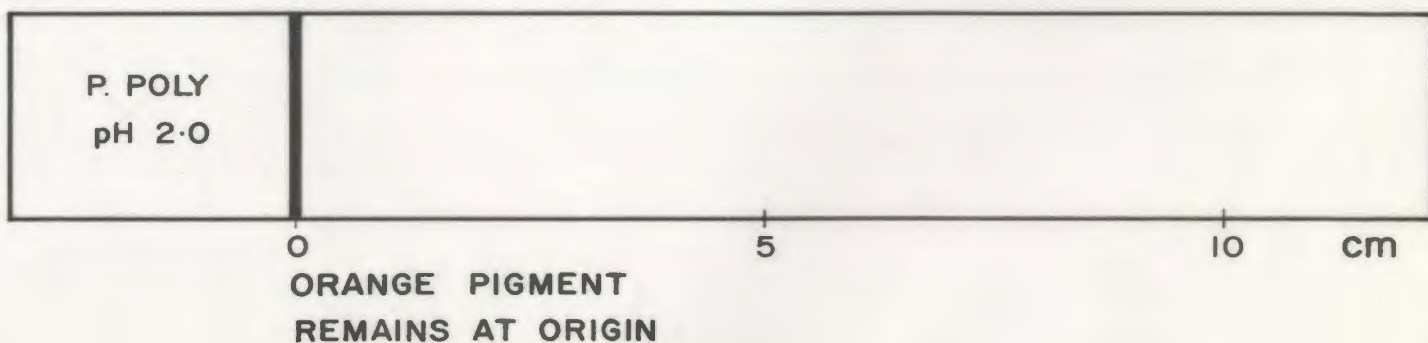 P. POLY
pH 2·0
0 5 10 cm
ORANGE PIGMENT
REMAINS AT ORIGIN